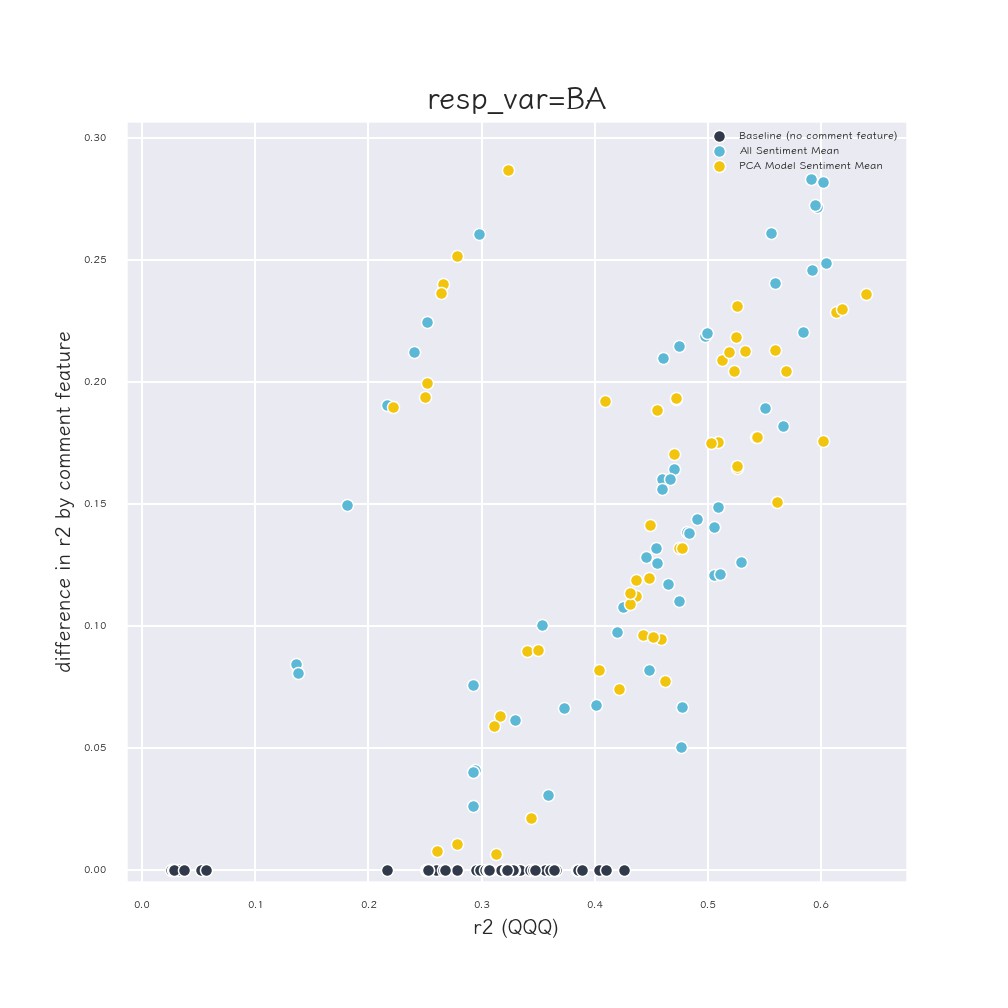 resp_var=BA
Baseline (no comment feature)
All Sentiment Mean
PCA Model Sentiment Mean
difference in r2 by comment feature
0.30
0.25
0.20
0.15
0.10
0.05
0.00
0.0 0.1 0.2 0.3 0.4 0.5 0.6
r2 (QQQ)